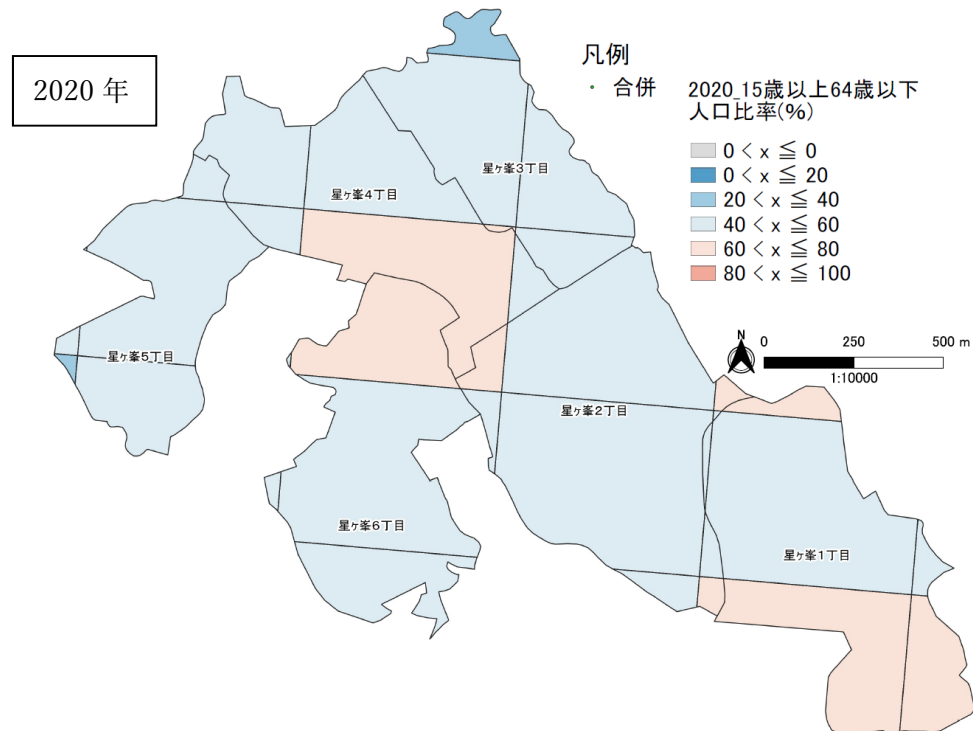 2020 年
凡例
合併
2020_15歳以上64歳以下
人口比率(%)
0 < x ≦ 0
0 < x ≦ 20
20 < x ≦ 40
40 < x ≦ 60
60 < x ≦ 80
80 < x ≦ 100
星ヶ峯3丁目
星ヶ峯4丁目
N
0 250 500 m
1:10000
星ヶ峯5丁目
星ヶ峯2丁目
星ヶ峯6丁目
星ヶ峯1丁目